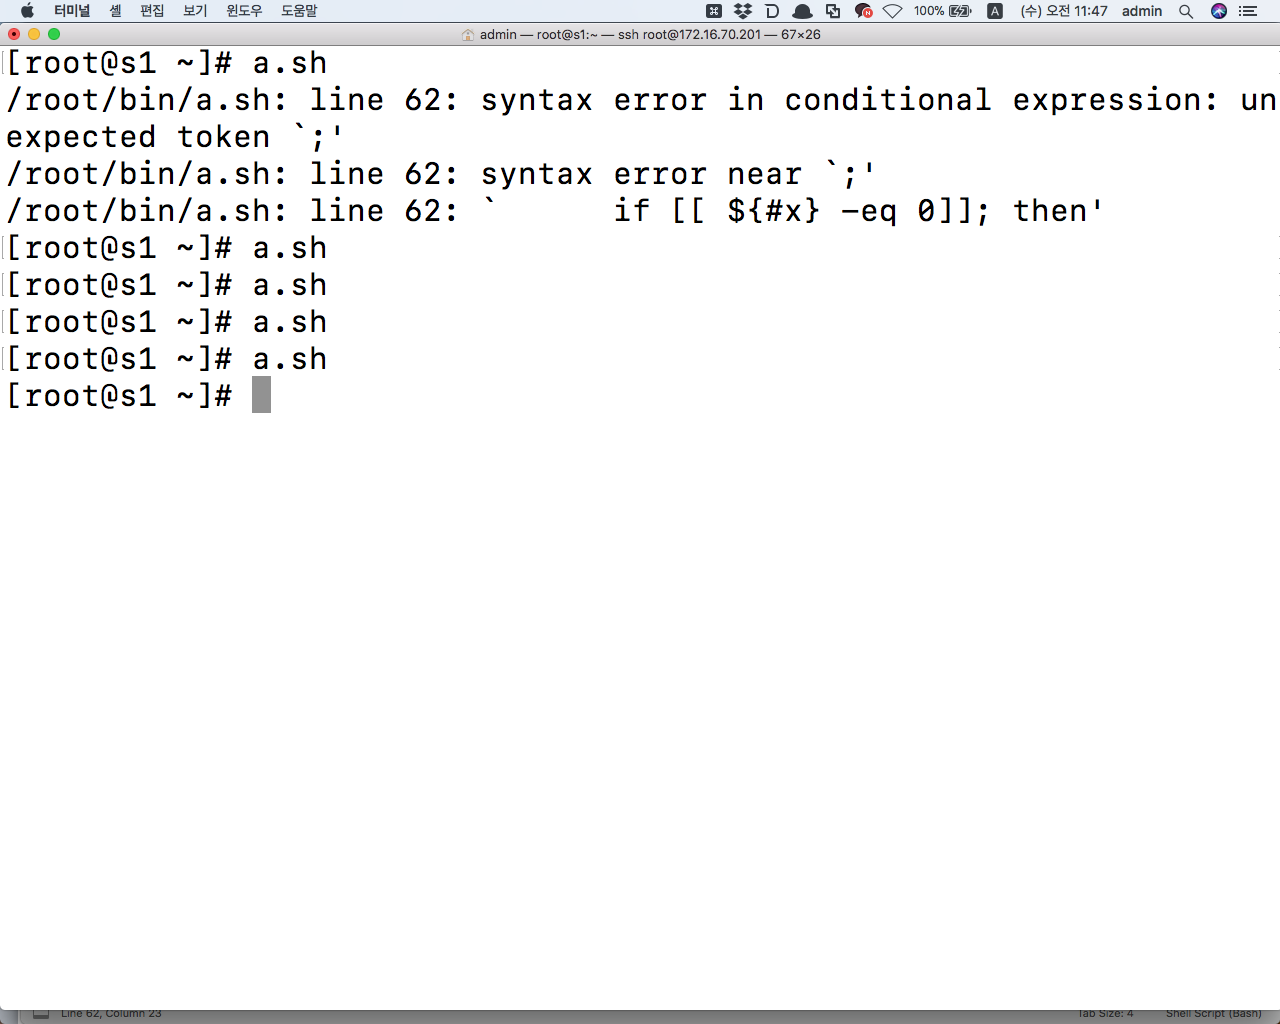 터미널 셸 편집 보기 윈도우 도움말 100% A (수) 오전 11:47 admin
admin — root@s1:~ — ssh root@172.16.70.201 — 67×26
[root@s1 ~]# a.sh
/root/bin/a.sh: line 62: syntax error in conditional expression: un
expected token `;'
/root/bin/a.sh: line 62: syntax error near `;'
/root/bin/a.sh: line 62: `      if [[ ${#x} -eq 0]]; then'
[root@s1 ~]# a.sh
[root@s1 ~]# a.sh
[root@s1 ~]# a.sh
[root@s1 ~]# a.sh
[root@s1 ~]#
Line 62, Column 23 Tab Size: 4 Shell Script (Bash)